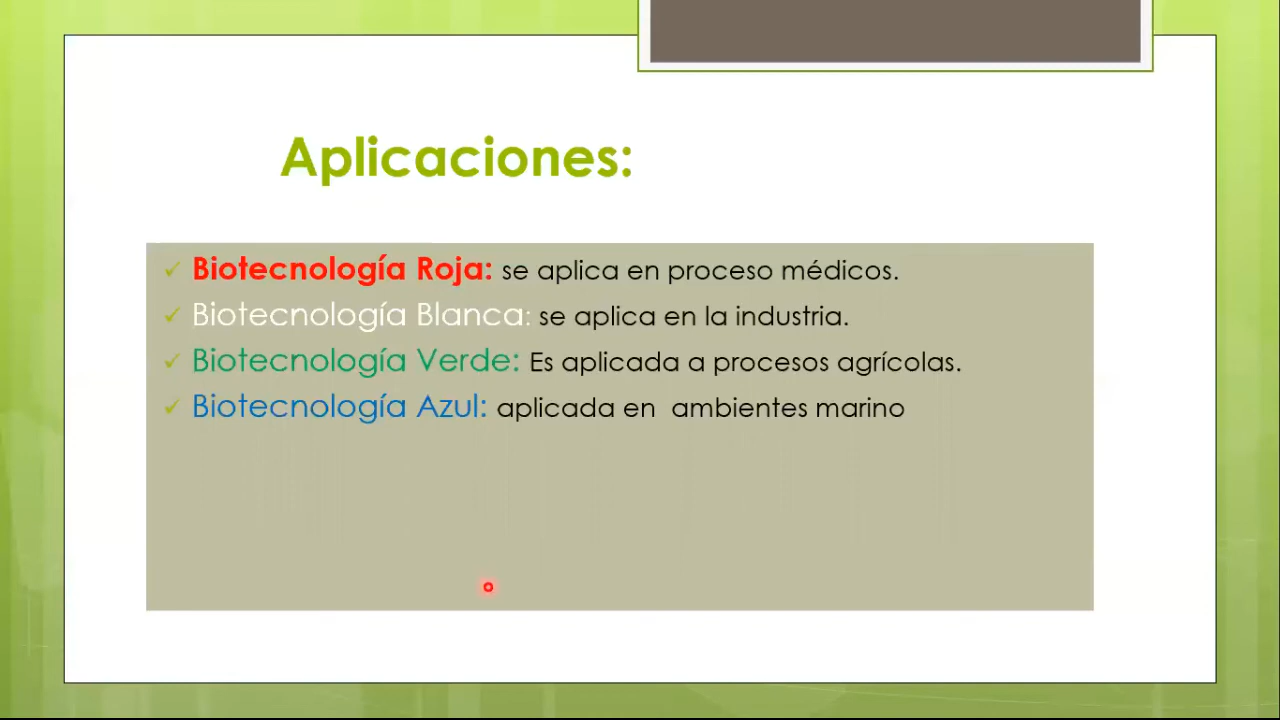 Aplicaciones:
Biotecnología Roja: se aplica en proceso médicos.
Biotecnología Blanca: se aplica en la industria.
Biotecnología Verde: Es aplicada a procesos agrícolas.
Biotecnología Azul: aplicada en  ambientes marino